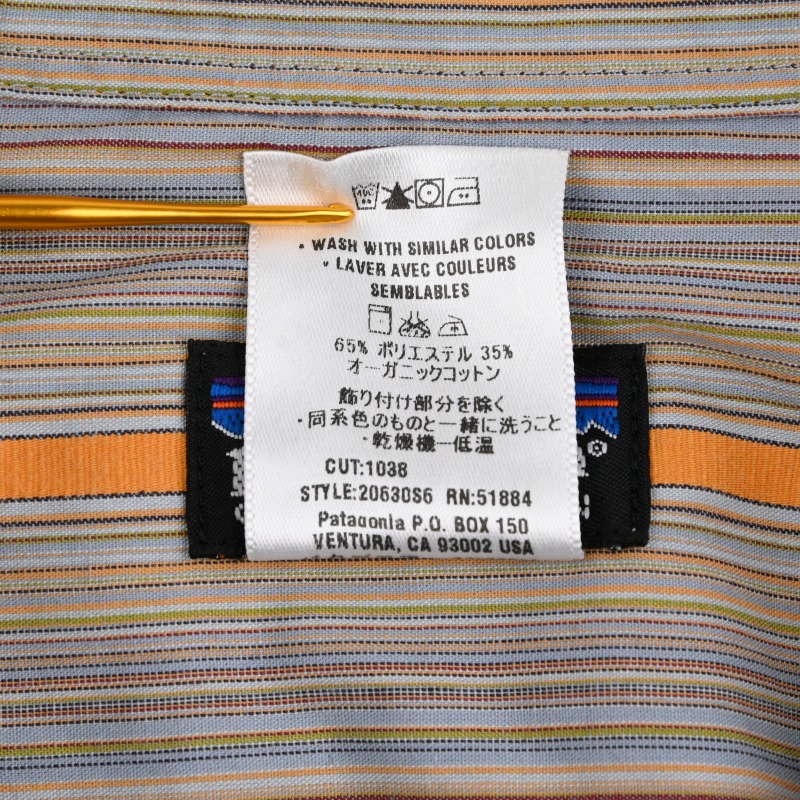 • WASH WITH SIMILAR COLORS
• LAVER AVEC COULEURS
SEMBLABLES
65% ポリエステル 35%
オーガニックコットン
飾り付け部分を除く
・同系色のものと一緒に洗うこと
・乾燥機一低温
CUT:1038
STYLE:20630S6 RN:51884
Patagonia P.O. BOX 150
VENTURA, CA 93002 USA